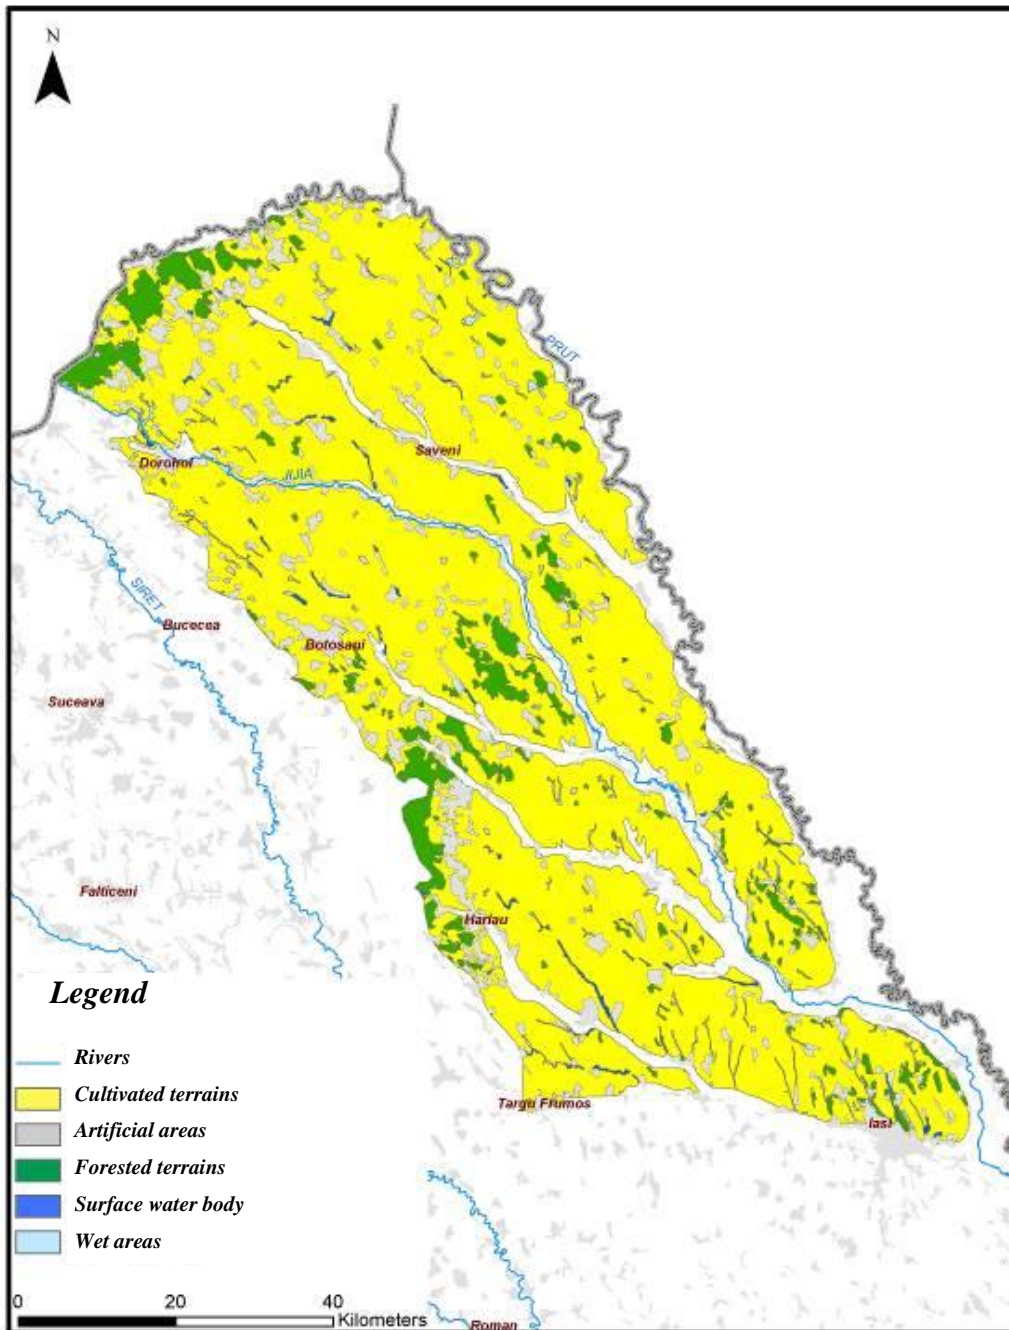 N
PRUT
Saveni
Dorohoi
JIJIA
SIRET
Bucecea
Botosani
Suceava
Falticeni
Harlau
Legend
Rivers
Cultivated terrains
Artificial areas
Forested terrains
Surface water body
Wet areas
Targu Frumos
Iasi
0 20 40
Kilometers
Roman